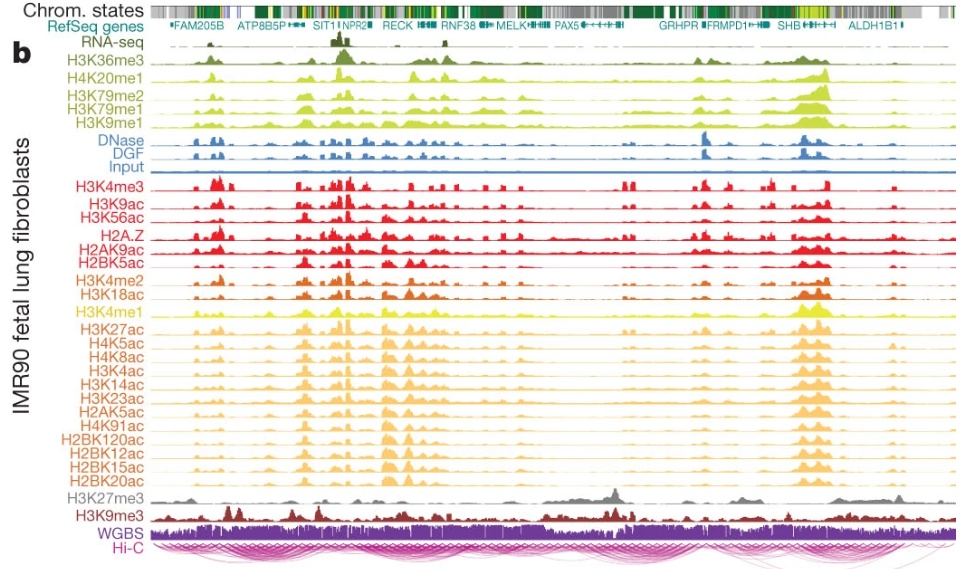 Chrom. states
RefSeq genes FAM205B ATP8B5P SIT1 NPR2 RECK RNF38 MELK PAX5 GRHPR FRMPD1 SHB ALDH1B1
b
RNA-seq
H3K36me3
H4K20me1
H3K79me2
H3K79me1
H3K9me1
DNase
DGF
Input
H3K4me3
H3K9ac
H3K56ac
H2A.Z
H2AK9ac
H2BK5ac
H3K4me2
H3K18ac
H3K4me1
H3K27ac
H4K5ac
H4K8ac
H3K4ac
H3K14ac
H3K23ac
H2AK5ac
H4K91ac
H2BK120ac
H2BK12ac
H2BK15ac
H2BK20ac
H3K27me3
H3K9me3
WGBS
Hi-C
IMR90 fetal lung fibroblasts